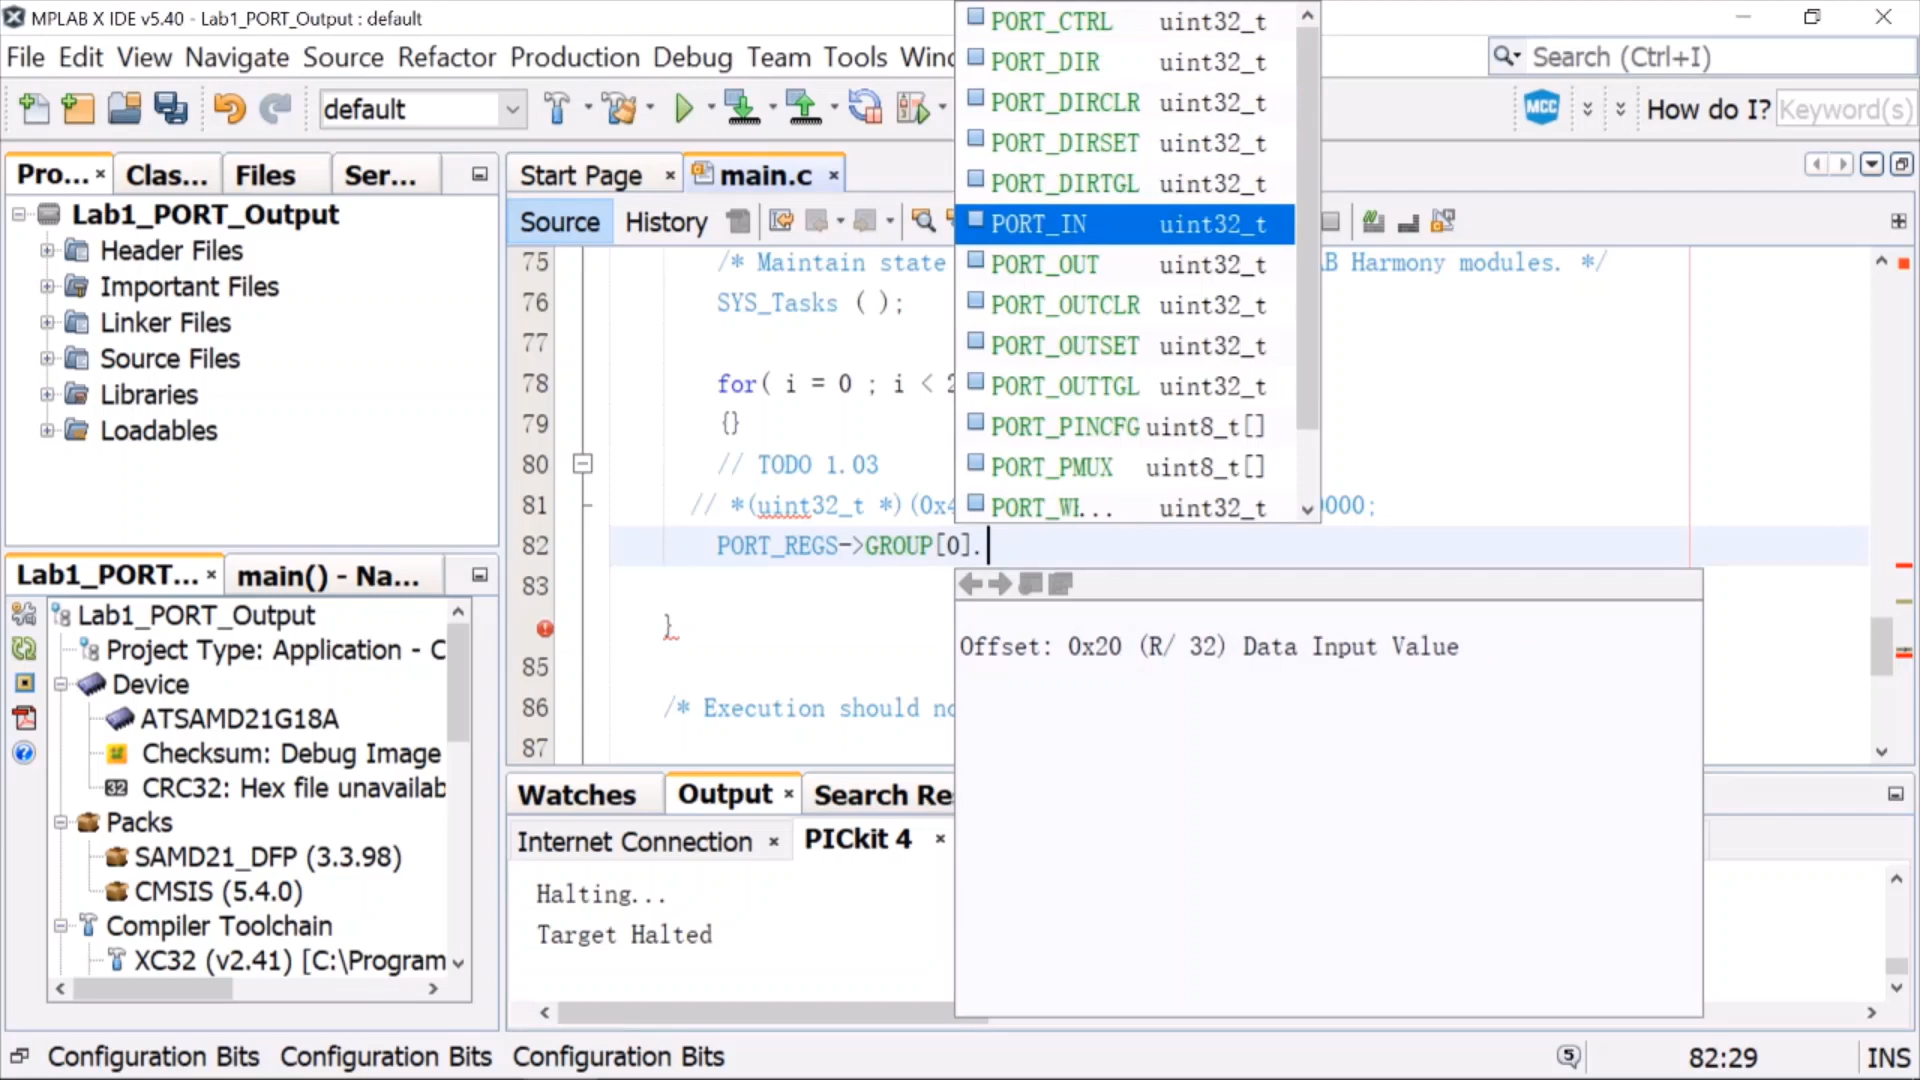 MPLAB X IDE v5.40 - Lab1_PORT_Output : default
File Edit View Navigate Source Refactor Production Debug Team Tools
Search (Ctrl+I)
default
MCC
How do I? Keyword(s)
Pro... Clas... Files Ser...
Lab1_PORT_Output
Header Files
Important Files
Linker Files
Source Files
Libraries
Loadables
Lab1_PORT... main() - Na...
Lab1_PORT_Output
Project Type: Application - C
Device
ATSAMD21G18A
Checksum: Debug Image
CRC32: Hex file unavailab
Packs
SAMD21_DFP (3.3.98)
CMSIS (5.4.0)
Compiler Toolchain
XC32 (v2.41) [C:\Program
Start Page main.c
Source History
75 /* Maintain state B Harmony modules. */
76 SYS_Tasks ( );
77
78 for( i = 0 ; i < 2
79 {}
80 // TODO 1.03
81 // *(uint32_t *)(0x4 0000;
82 PORT_REGS->GROUP[0].
83
}
85
86 /* Execution should no
87
PORT_CTRL uint32_t
PORT_DIR uint32_t
PORT_DIRCLR uint32_t
PORT_DIRSET uint32_t
PORT_DIRTGL uint32_t
PORT_IN uint32_t
PORT_OUT uint32_t
PORT_OUTCLR uint32_t
PORT_OUTSET uint32_t
PORT_OUTTGL uint32_t
PORT_PINCFG uint8_t[]
PORT_PMUX uint8_t[]
PORT_WR... uint32_t
Offset: 0x20 (R/ 32) Data Input Value
Watches Output Search Re
Internet Connection PICkit 4
Halting...
Target Halted
Configuration Bits Configuration Bits Configuration Bits
5
82:29 INS